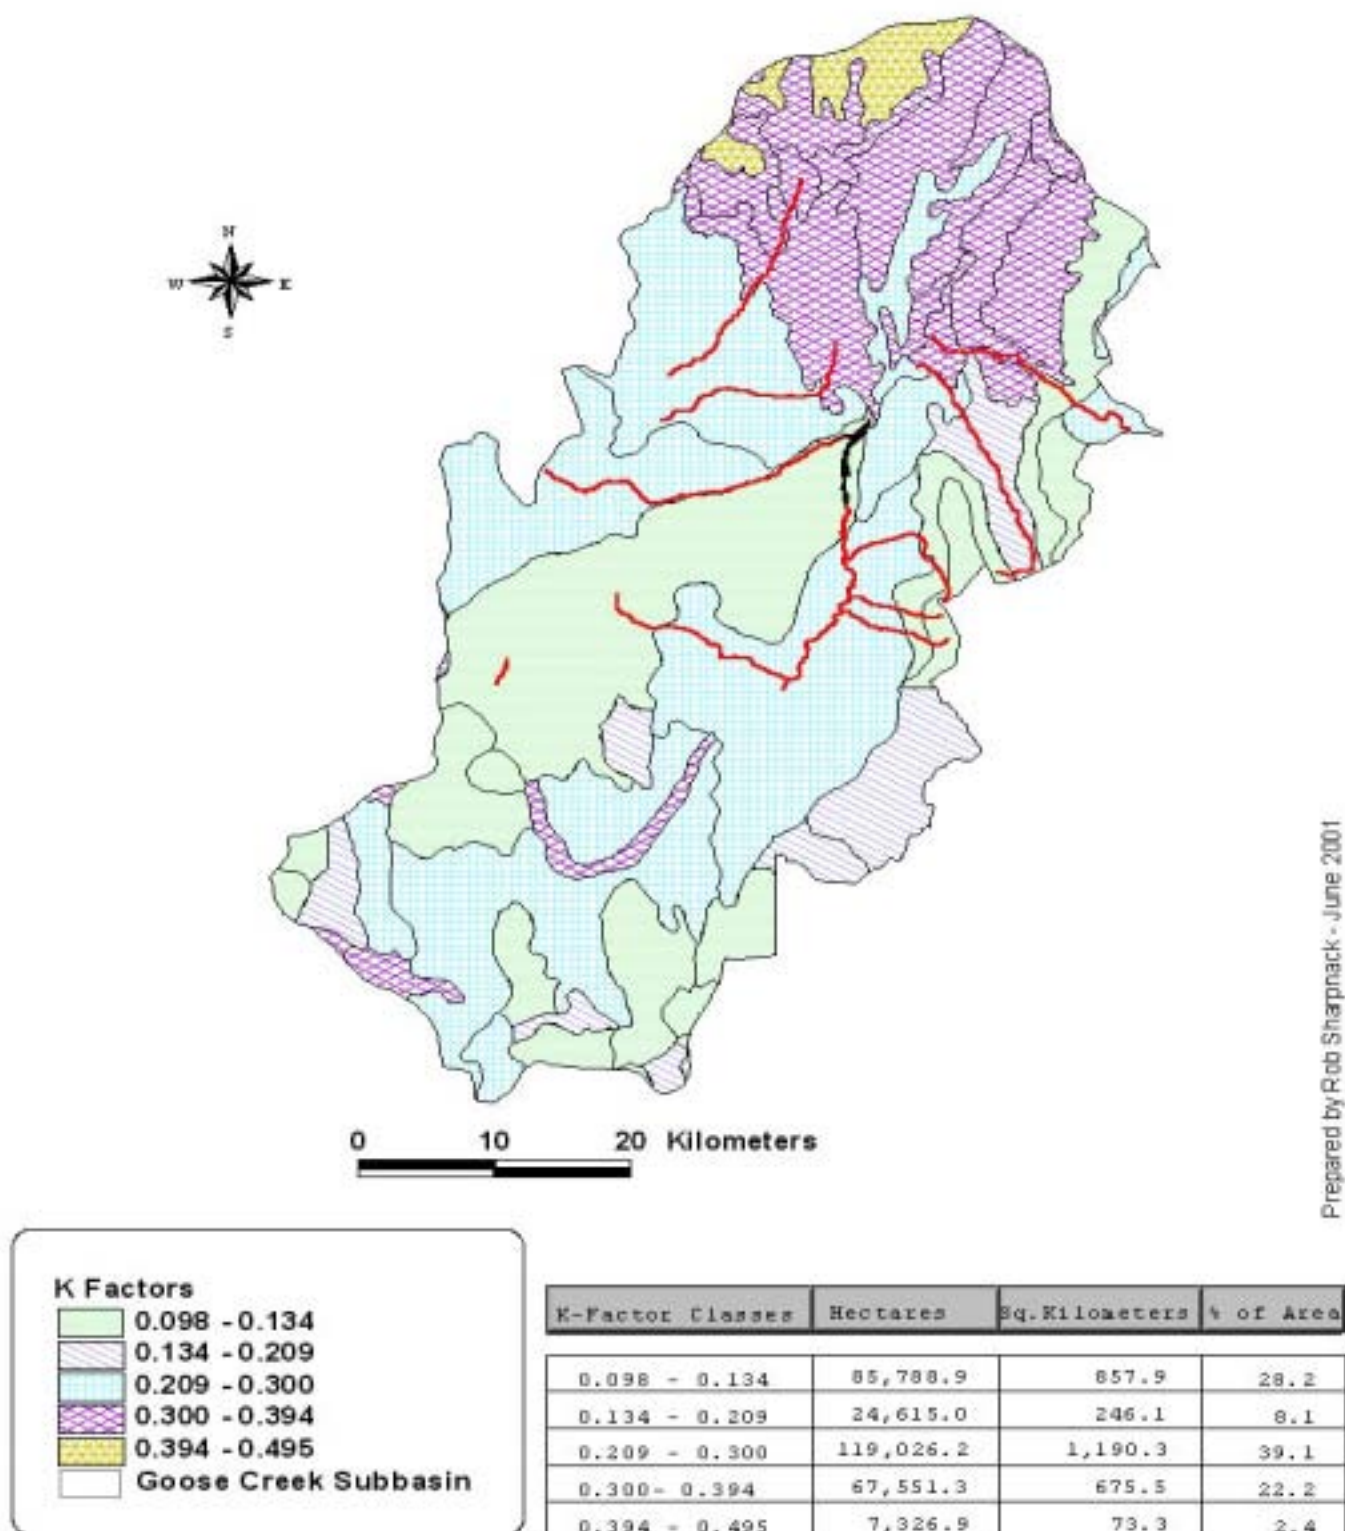 N
W E
S
Prepared by Rob Sharpnack - June 2001
0 10 20 Kilometers
K Factors
0.098 - 0.134
0.134 - 0.209
0.209 - 0.300
0.300 - 0.394
0.394 - 0.495
Goose Creek Subbasin
K-Factor Classes Hectares Sq.Kilometers % of Area
0.098 - 0.134 85,788.9 857.9 28.2
0.134 - 0.209 24,615.0 246.1 8.1
0.209 - 0.300 119,026.2 1,190.3 39.1
0.300- 0.394 67,551.3 675.5 22.2
0.394 - 0.495 7,326.9 73.3 2.4